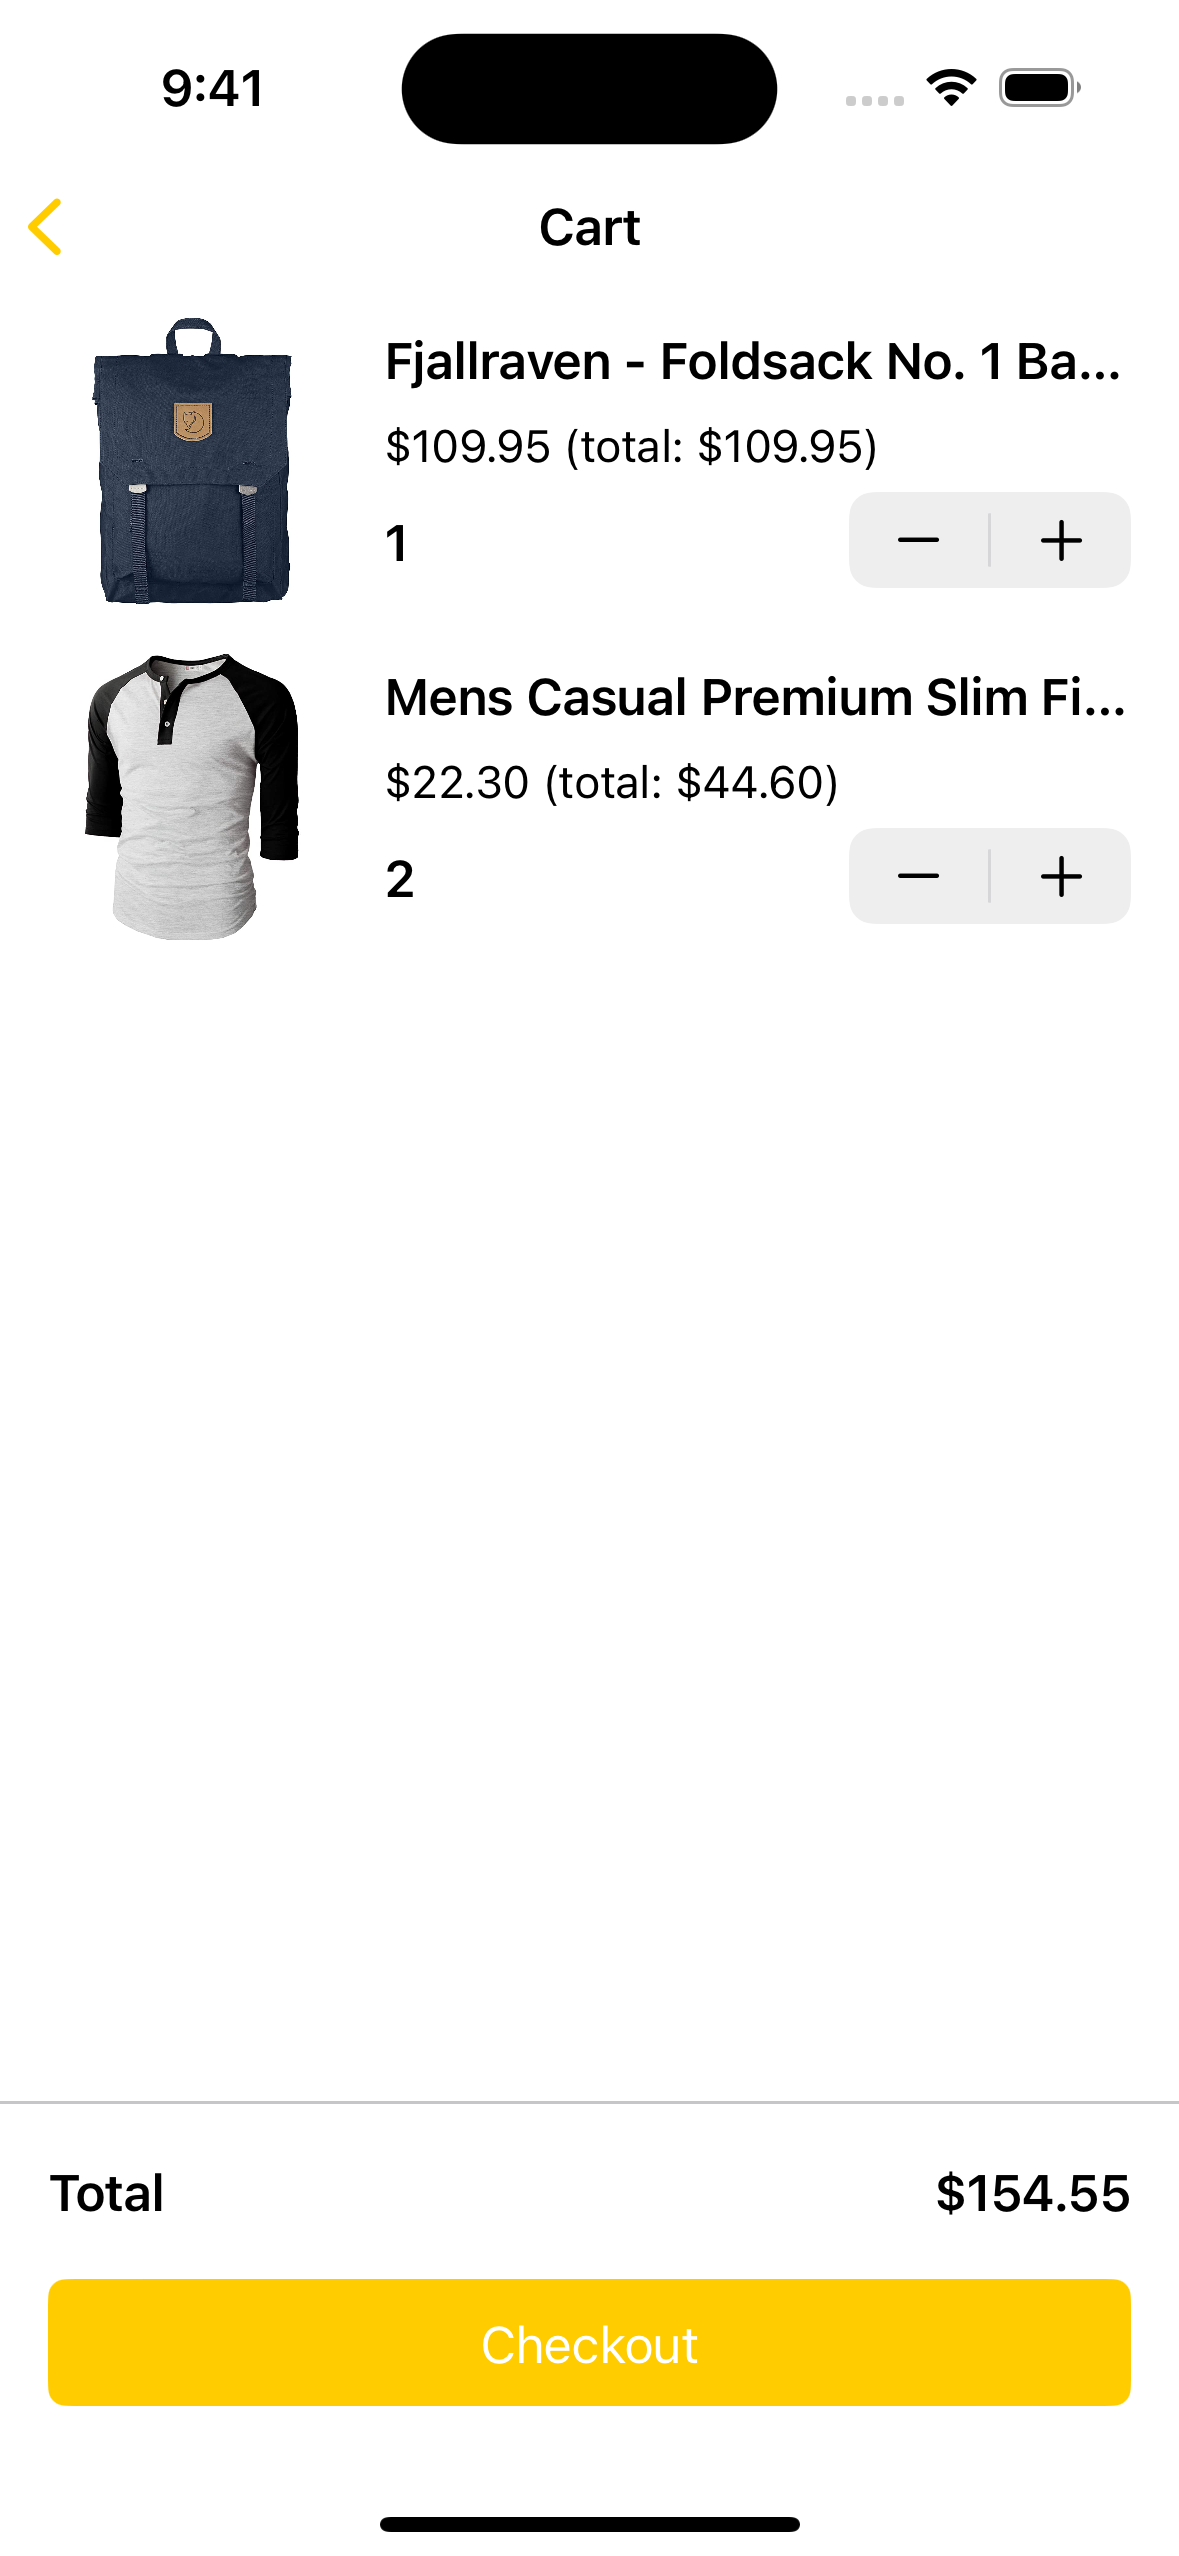 9:41
Cart
Fjallraven - Foldsack No. 1 Ba...
$109.95 (total: $109.95)
1
Mens Casual Premium Slim Fi...
$22.30 (total: $44.60)
2
Total $154.55
Checkout